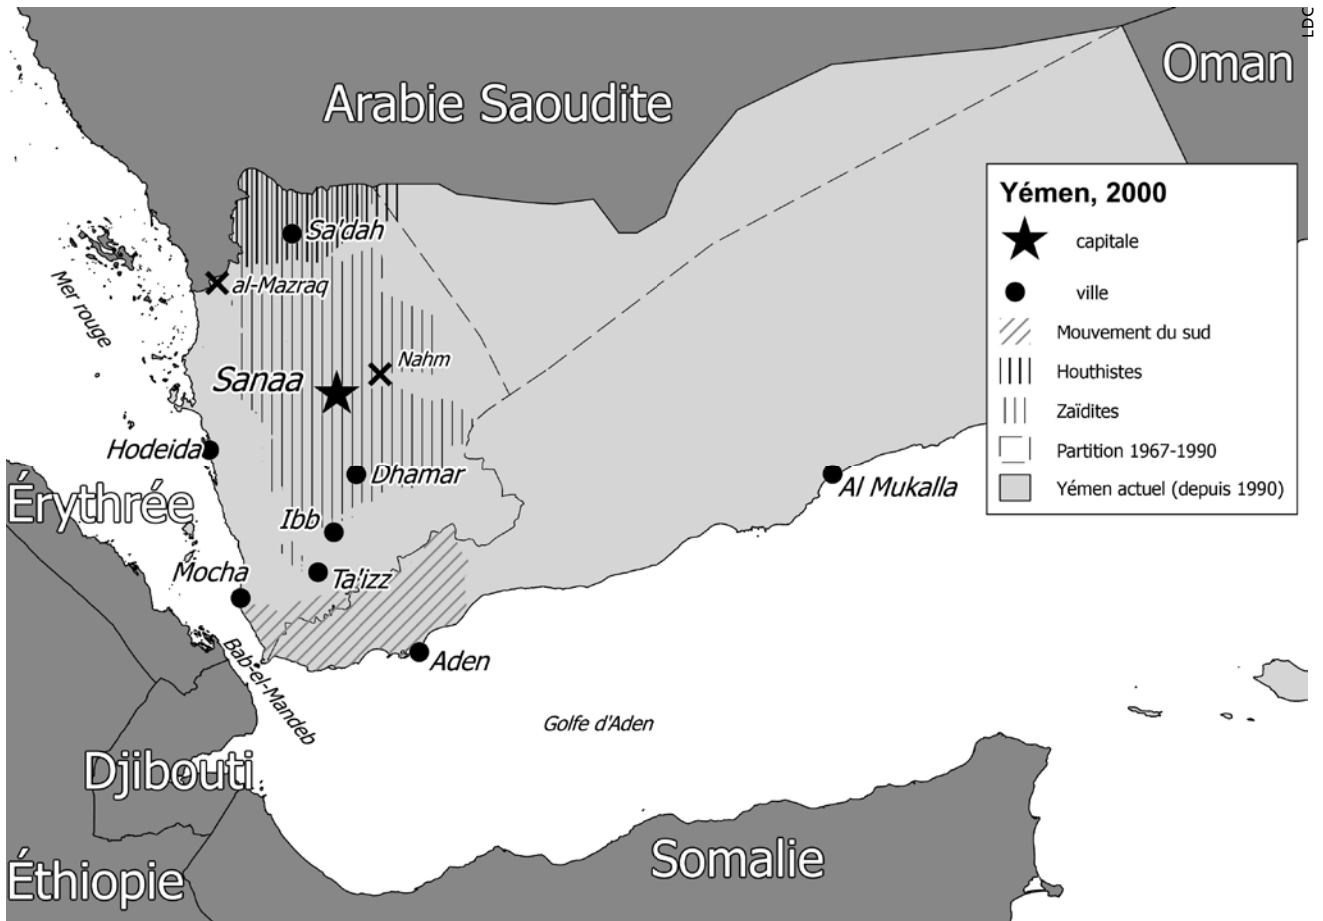 LDC
Oman
Arabie Saoudite
Yémen, 2000
capitale
ville
Mouvement du sud
Houthistes
Zaïdites
Partition 1967-1990
Yémen actuel (depuis 1990)
Sa'dah
al-Mazraq
Mer rouge
Nahm
Sanaa
Hodeida
Dhamar
Al Mukalla
Érythrée
Ibb
Mocha
Ta'izz
Bab-el-Mandeb
Aden
Golfe d'Aden
Djibouti
Somalie
Éthiopie